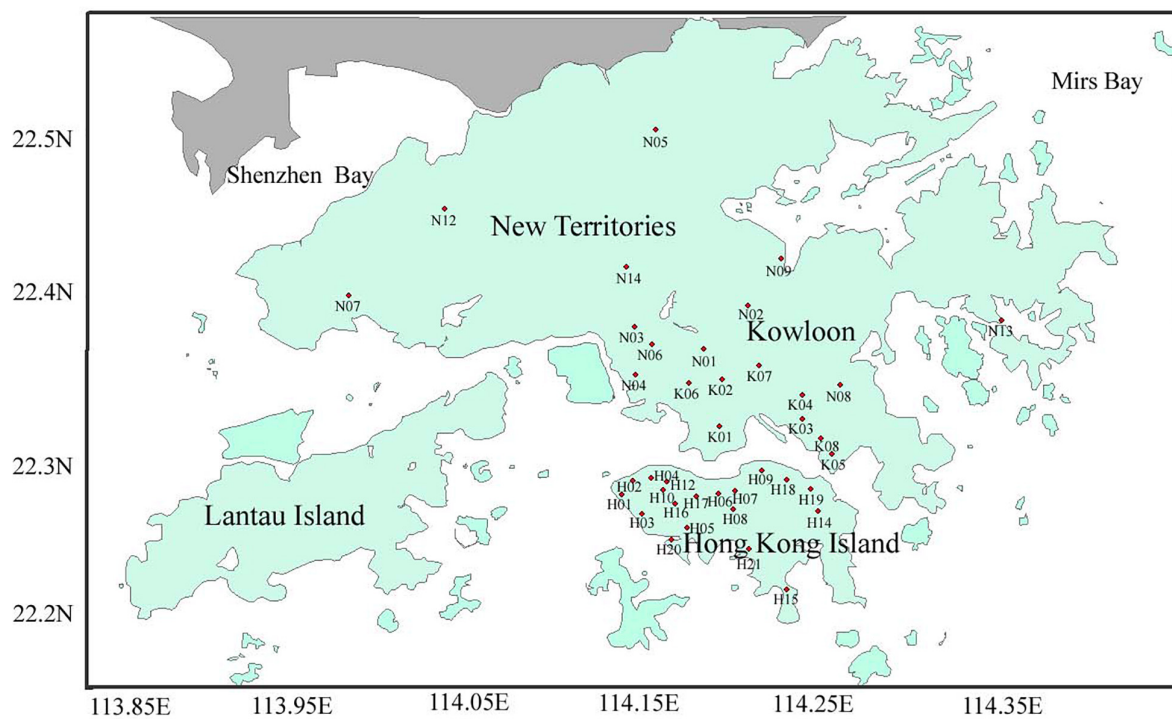 Mirs Bay
22.5N
N05
Shenzhen Bay
N12
New Territories
N09
N14
22.4N
N07
N02
N13
N03
Kowloon
N06
N01
K07
N04
K02
K06
N08
K04
K03
K01
K08
K05
22.3N
H09
H04
H02
H12
H18
H01
H10
H17
H06
H07
H19
H16
H03
H08
H14
Lantau Island
H05
H20
Hong Kong Island
H21
H15
22.2N
113.85E
113.95E
114.05E
114.15E
114.25E
114.35E